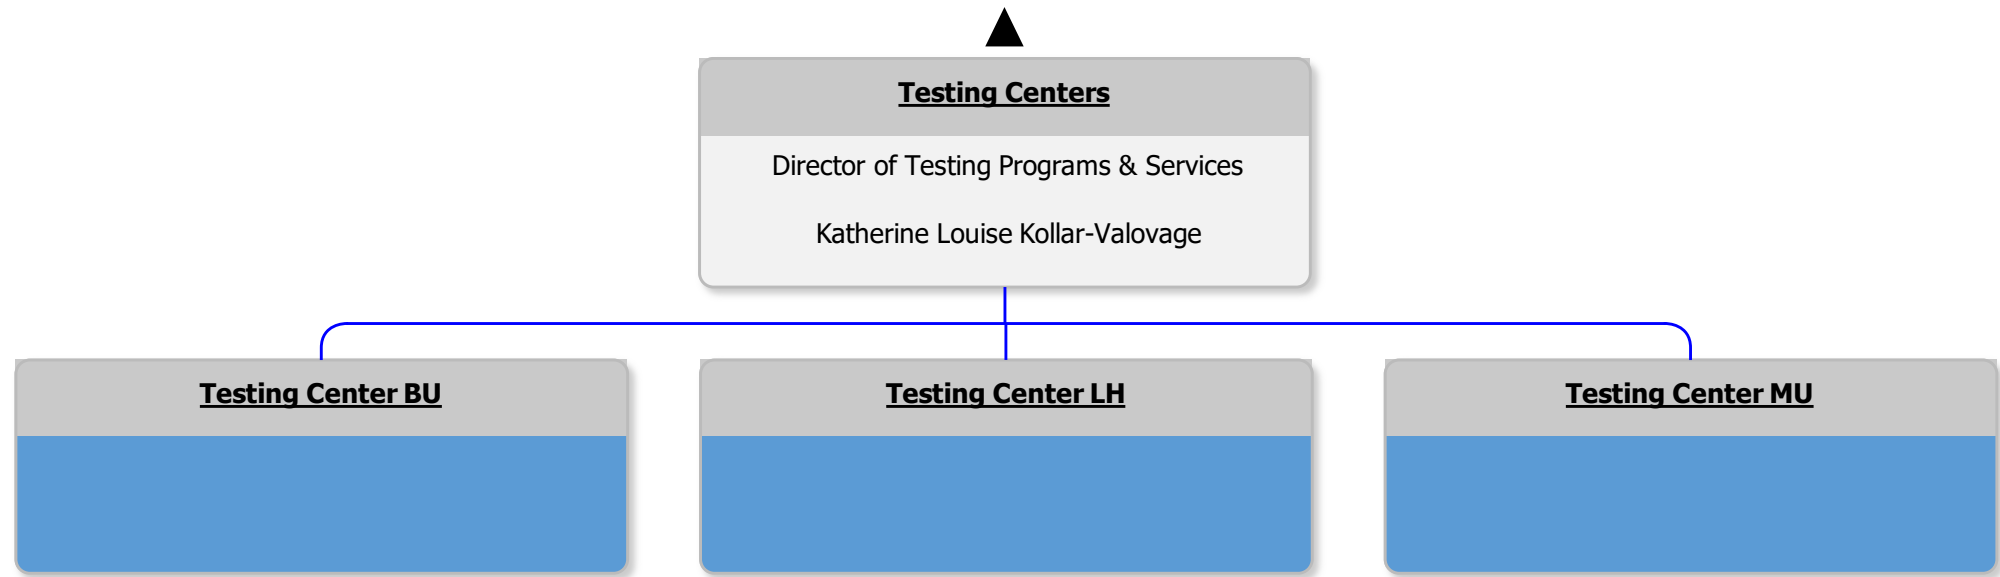 Testing Centers
Director of Testing Programs & Services
Katherine Louise Kollar-Valovage
Testing Center BU
Testing Center LH
Testing Center MU